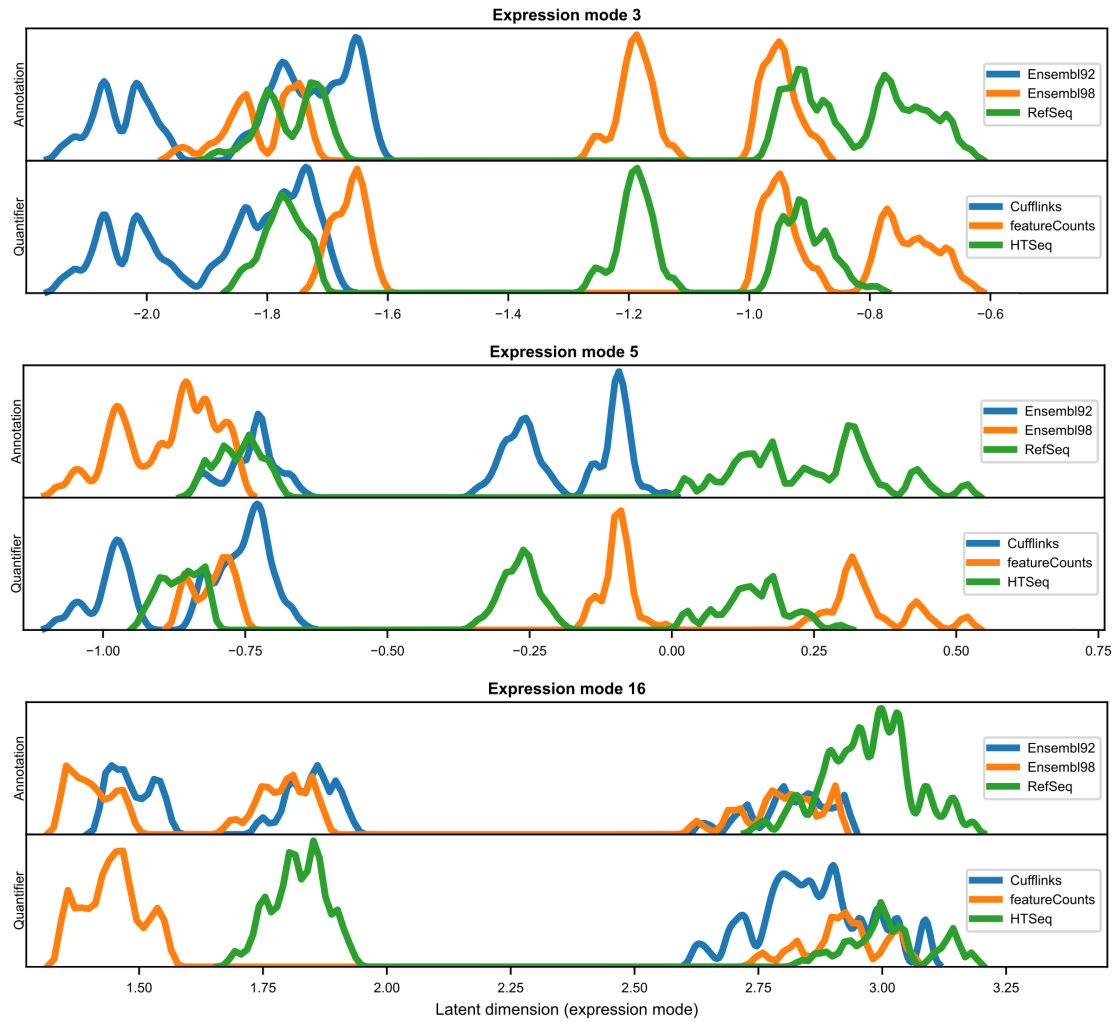 Expression mode 3
Annotation
Ensembl92
Ensembl98
RefSeq
Quantifier
Cufflinks
featureCounts
HTSeq
−2.0 −1.8 −1.6 −1.4 −1.2 −1.0 −0.8 −0.6
Expression mode 5
Annotation
Ensembl92
Ensembl98
RefSeq
Quantifier
Cufflinks
featureCounts
HTSeq
−1.00 −0.75 −0.50 −0.25 0.00 0.25 0.50 0.75
Expression mode 16
Annotation
Ensembl92
Ensembl98
RefSeq
Quantifier
Cufflinks
featureCounts
HTSeq
1.50 1.75 2.00 2.25 2.50 2.75 3.00 3.25
Latent dimension (expression mode)